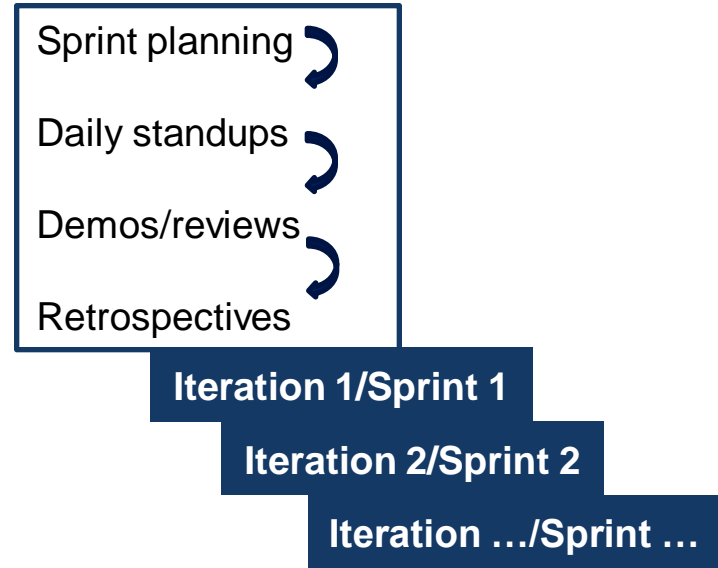 Sprint planning
Daily standups
Demos/reviews
Retrospectives
Iteration 1/Sprint 1
Iteration 2/Sprint 2
Iteration …/Sprint …